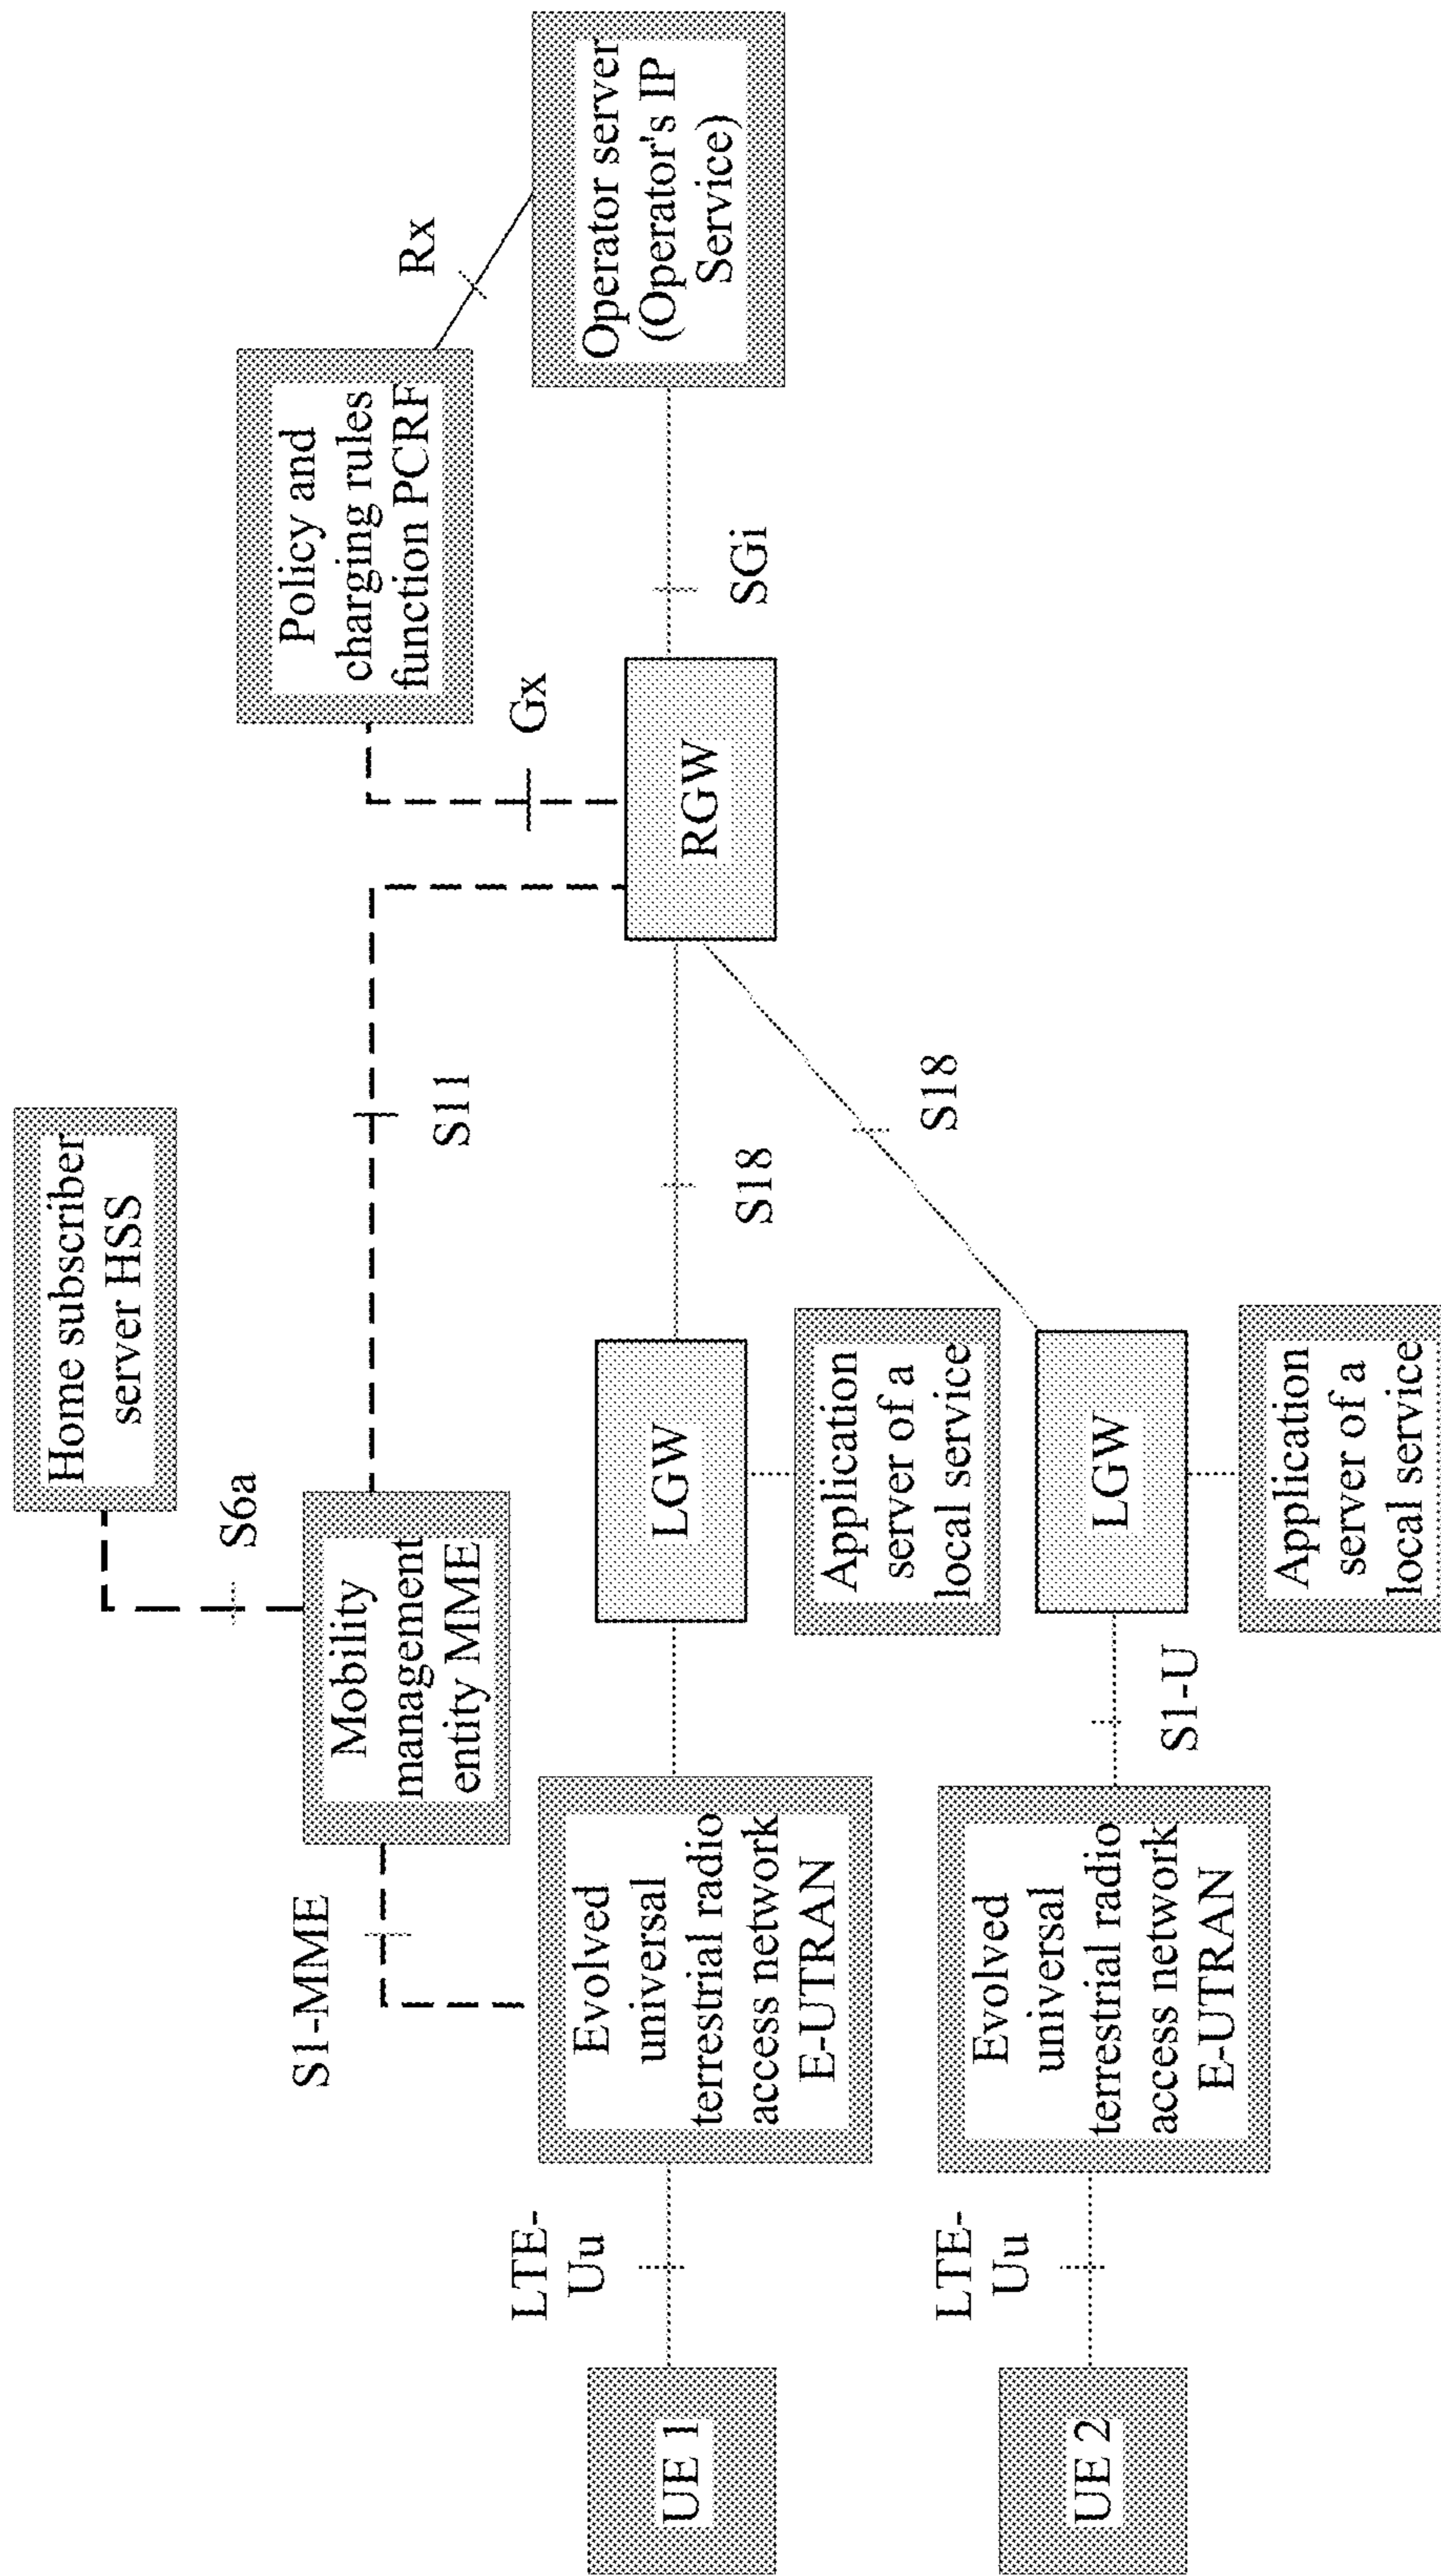 Home subscriber
server HSS
S6a
Policy and
charging rules
function PCRF
Rx
S1-MME
Mobility
management
entity MME
S11
Gx
Operator server
(Operator's IP
Service)
LTE-
Uu
UE 1
Evolved
universal
terrestrial radio
access network
E-UTRAN
LGW
S18
RGW
SGi
Application
server of a
local service
S18
LTE-
Uu
UE 2
Evolved
universal
terrestrial radio
access network
E-UTRAN
S1-U
LGW
Application
server of a
local service